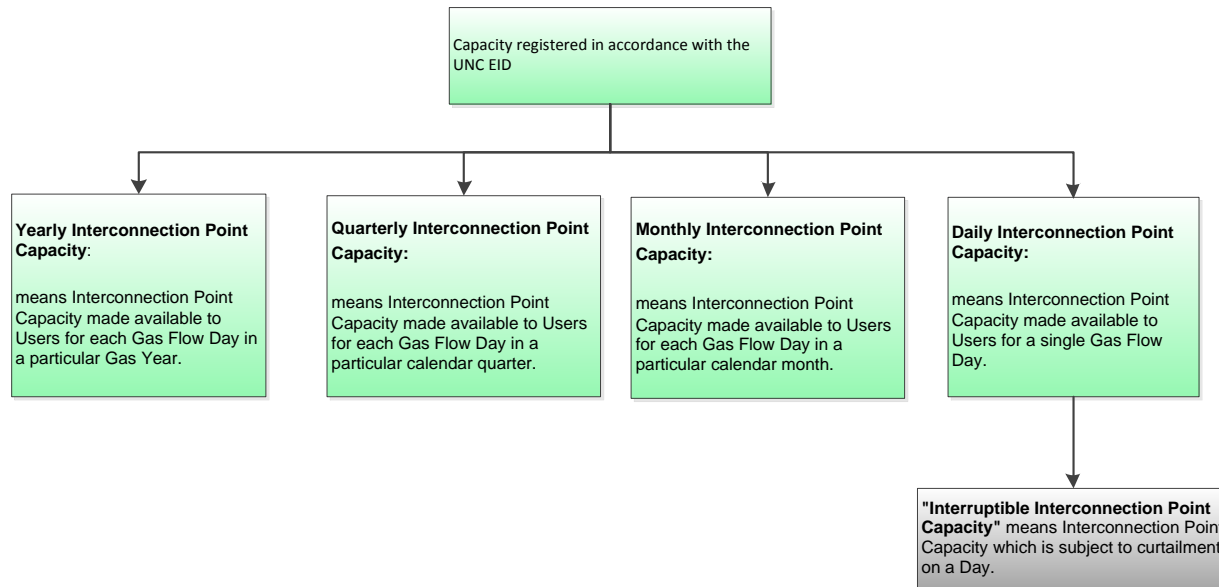 Capacity registered in accordance with the
UNC EID
Yearly Interconnection Point
Capacity:
means Interconnection Point
Capacity made available to
Users for each Gas Flow Day in
a particular Gas Year.
Quarterly Interconnection Point
Capacity:
means Interconnection Point
Capacity made available to Users
for each Gas Flow Day in a
particular calendar quarter.
Monthly Interconnection Point
Capacity:
means Interconnection Point
Capacity made available to Users
for each Gas Flow Day in a
particular calendar month.
Daily Interconnection Point
Capacity:
means Interconnection Point
Capacity made available to
Users for a single Gas Flow
Day.
"Interruptible Interconnection Point
Capacity" means Interconnection Point
Capacity which is subject to curtailment
on a Day.